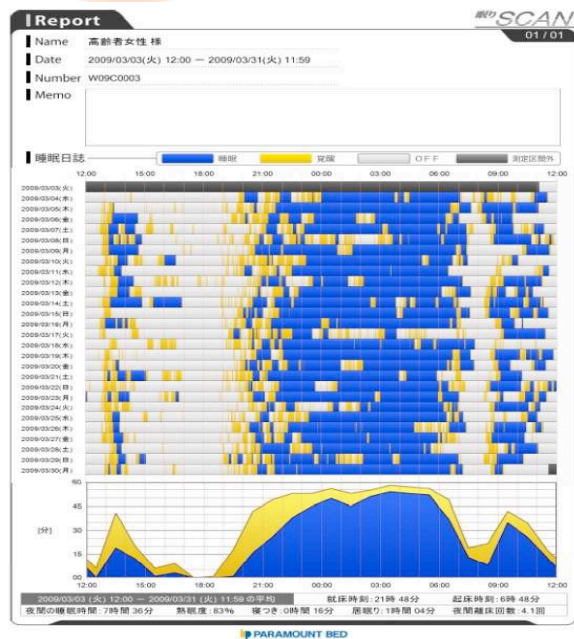 Report
眠りSCAN
01/01
Name 高齢者女性 様
Date 2009/03/03(火) 12:00 ー 2009/03/31(火) 11:59
Number W09C0003
Memo
睡眠日誌 睡眠 覚醒 OFF 測定区間外
12:00 15:00 18:00 21:00 00:00 03:00 06:00 09:00 12:00
2009/03/03(火)
2009/03/04(水)
2009/03/05(木)
2009/03/06(金)
2009/03/07(土)
2009/03/08(日)
2009/03/09(月)
2009/03/10(火)
2009/03/11(水)
2009/03/12(木)
2009/03/13(金)
2009/03/14(土)
2009/03/15(日)
2009/03/16(月)
2009/03/17(火)
2009/03/18(水)
2009/03/19(木)
2009/03/20(金)
2009/03/21(土)
2009/03/22(日)
2009/03/23(月)
2009/03/24(火)
2009/03/25(水)
2009/03/26(木)
2009/03/27(金)
2009/03/28(土)
2009/03/29(日)
2009/03/30(月)
60
45
[分]
30
15
00
12:00 15:00 18:00 21:00 00:00 03:00 06:00 09:00 12:00
2009/03/03 (火) 12:00 ー 2009/03/31 (火) 11:59 の平均 就床時刻:21時 48分 起床時刻:6時 48分
夜間の睡眠時間:7時間 36分 熟眠度:83% 寝つき:0時間 16分 居眠り:1時間 04分 夜間離床回数:4.1回
PARAMOUNT BED